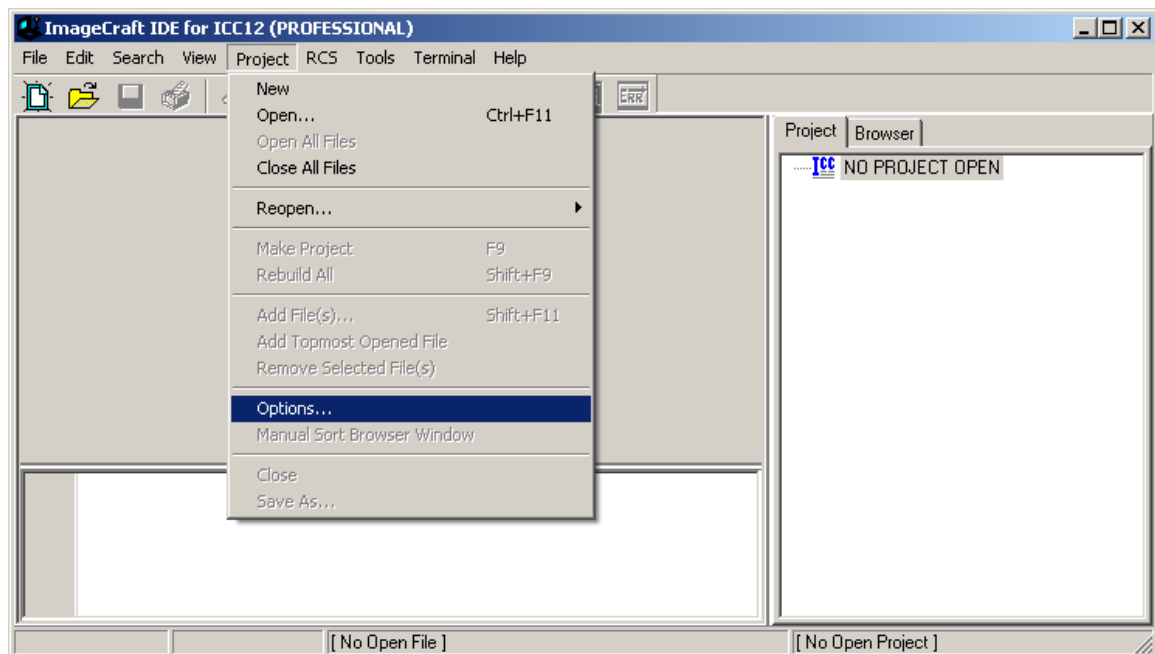 ImageCraft IDE for ICC12 (PROFESSIONAL)
File Edit Search View Project RCS Tools Terminal Help
ERR
New
Open... Ctrl+F11
Open All Files
Close All Files
Reopen...
Make Project F9
Rebuild All Shift+F9
Add File(s)... Shift+F11
Add Topmost Opened File
Remove Selected File(s)
Options...
Manual Sort Browser Window
Close
Save As...
Project Browser
ICC NO PROJECT OPEN
[ No Open File ] [ No Open Project ]